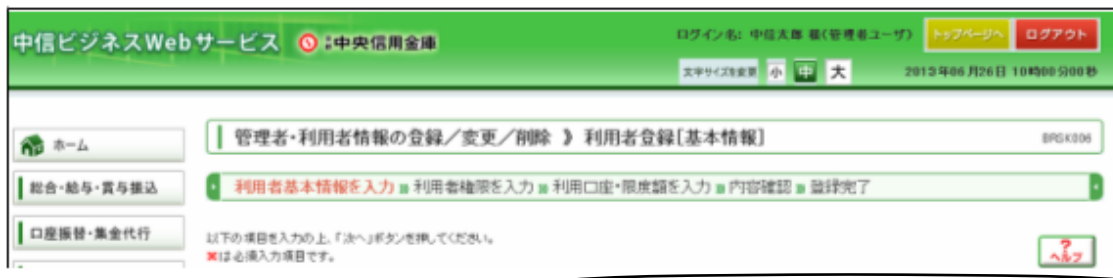 中信ビジネスWebサービス 京都中央信用金庫
ログイン名: 中信太郎 様(管理者ユーザ) トップページへ ログアウト
文字サイズを変更 小 中 大 2013年06月26日 10時00分00秒
ホーム
管理者・利用者情報の登録／変更／削除 》 利用者登録[基本情報] BRSK006
総合・給与・賞与振込
利用者基本情報を入力 利用者権限を入力 利用口座・限度額を入力 内容確認 登録完了
口座振替・集金代行
以下の項目を入力の上、「次へ」ボタンを押してください。
※は必須入力項目です。
? ヘルプ